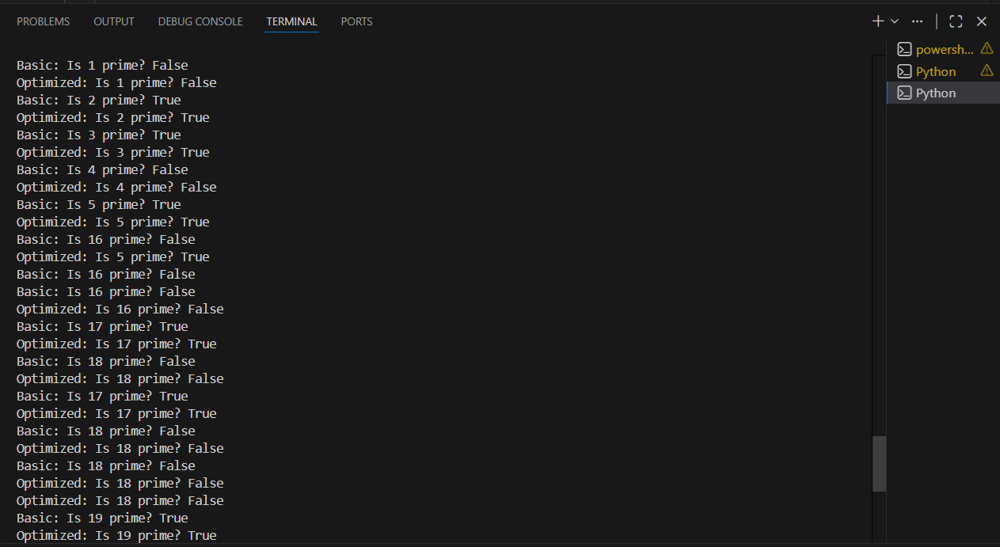 PROBLEMS OUTPUT DEBUG CONSOLE TERMINAL PORTS
powersh...
Python
Python
Basic: Is 1 prime? False
Optimized: Is 1 prime? False
Basic: Is 2 prime? True
Optimized: Is 2 prime? True
Basic: Is 3 prime? True
Optimized: Is 3 prime? True
Basic: Is 4 prime? False
Optimized: Is 4 prime? False
Basic: Is 5 prime? True
Optimized: Is 5 prime? True
Basic: Is 16 prime? False
Optimized: Is 5 prime? True
Basic: Is 16 prime? False
Basic: Is 16 prime? False
Optimized: Is 16 prime? False
Basic: Is 17 prime? True
Optimized: Is 17 prime? True
Basic: Is 18 prime? False
Optimized: Is 18 prime? False
Basic: Is 17 prime? True
Optimized: Is 17 prime? True
Basic: Is 18 prime? False
Optimized: Is 18 prime? False
Basic: Is 18 prime? False
Optimized: Is 18 prime? False
Optimized: Is 18 prime? False
Basic: Is 19 prime? True
Optimized: Is 19 prime? True